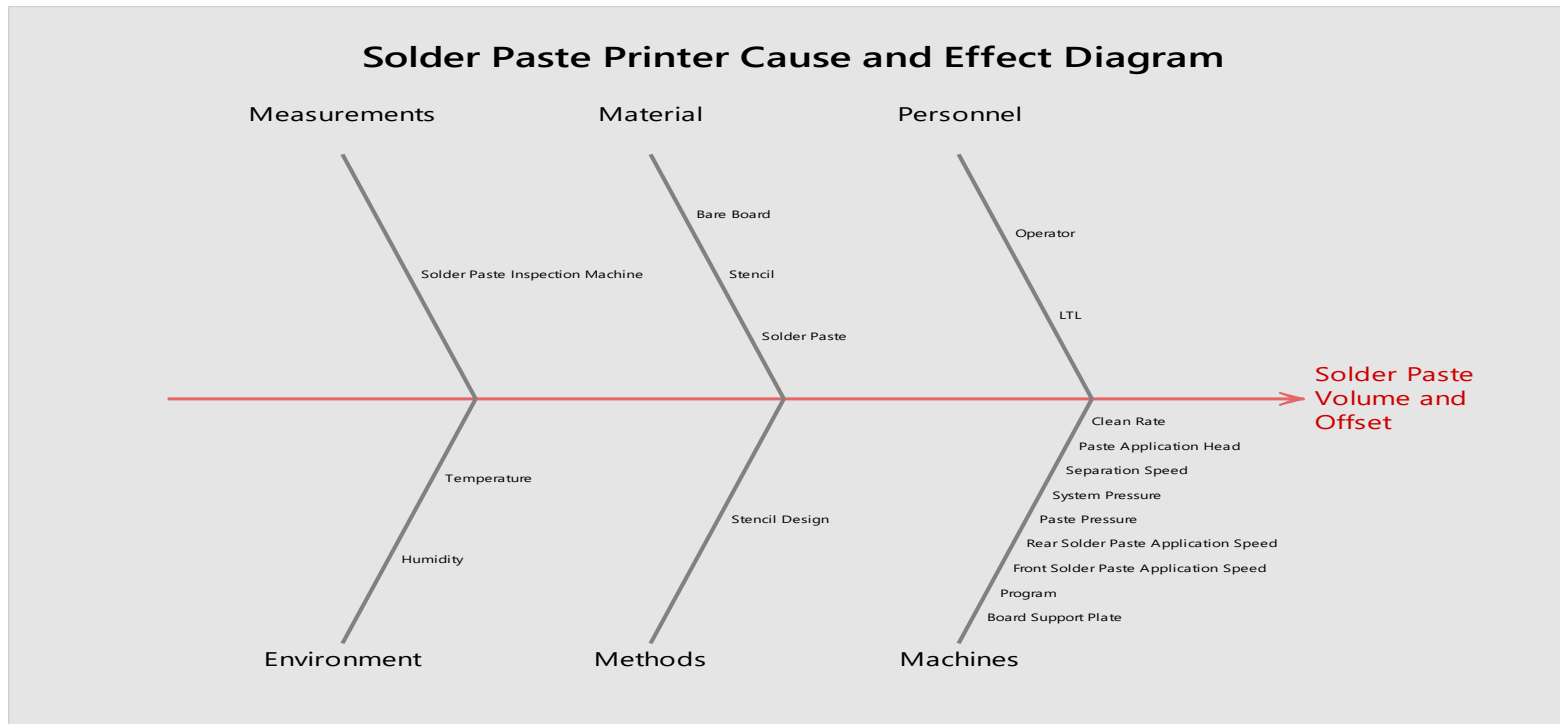 Solder Paste Printer Cause and Effect Diagram
Measurements
Material
Personnel
Bare Board
Operator
Solder Paste Inspection Machine
Stencil
LTL
Solder Paste
Solder Paste
Volume and
Offset
Clean Rate
Paste Application Head
Separation Speed
Temperature
System Pressure
Stencil Design
Paste Pressure
Rear Solder Paste Application Speed
Humidity
Front Solder Paste Application Speed
Program
Board Support Plate
Environment
Methods
Machines